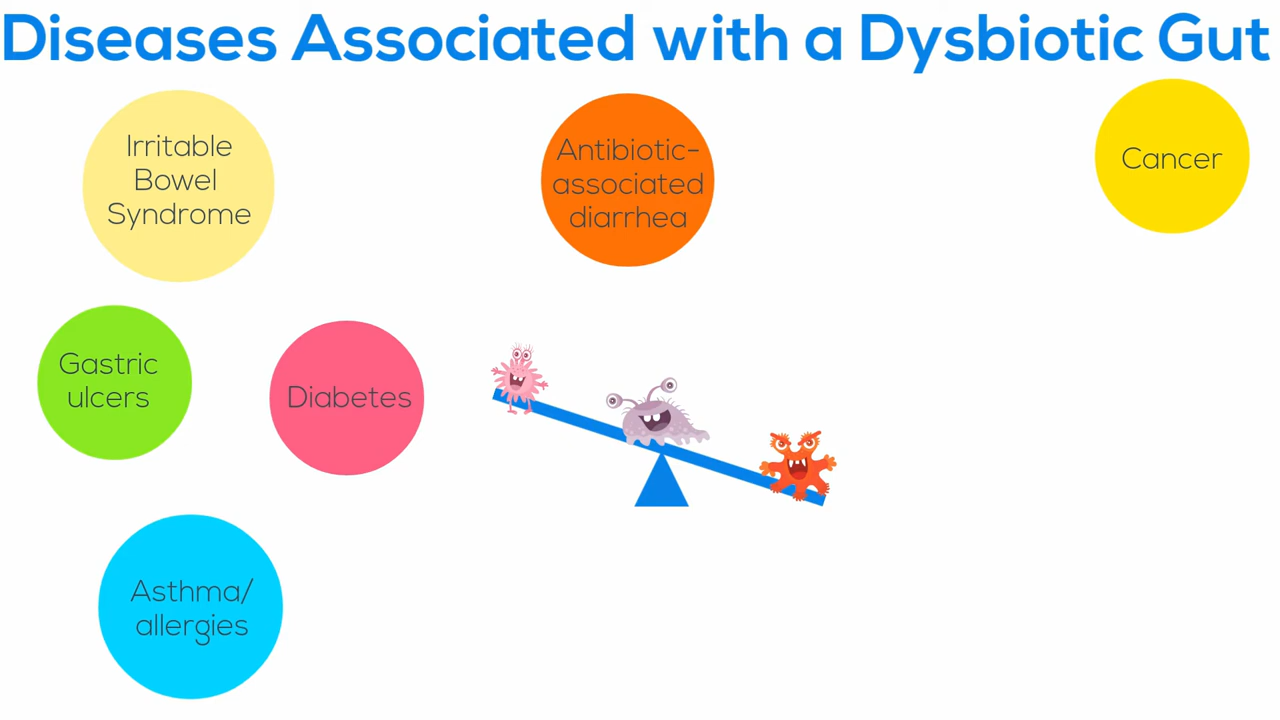 Diseases Associated with a Dysbiotic Gut
Irritable
Bowel
Syndrome
Antibiotic-
associated
diarrhea
Cancer
Gastric
ulcers
Diabetes
Asthma/
allergies